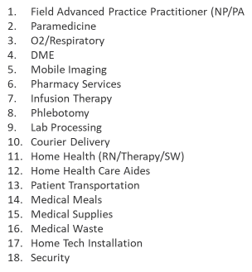 1. Field Advanced Practice Practitioner (NP/PA
2. Paramedicine
3. O2/Respiratory
4. DME
5. Mobile Imaging
6. Pharmacy Services
7. Infusion Therapy
8. Phlebotomy
9. Lab Processing
10. Courier Delivery
11. Home Health (RN/Therapy/SW)
12. Home Health Care Aides
13. Patient Transportation
14. Medical Meals
15. Medical Supplies
16. Medical Waste
17. Home Tech Installation
18. Security